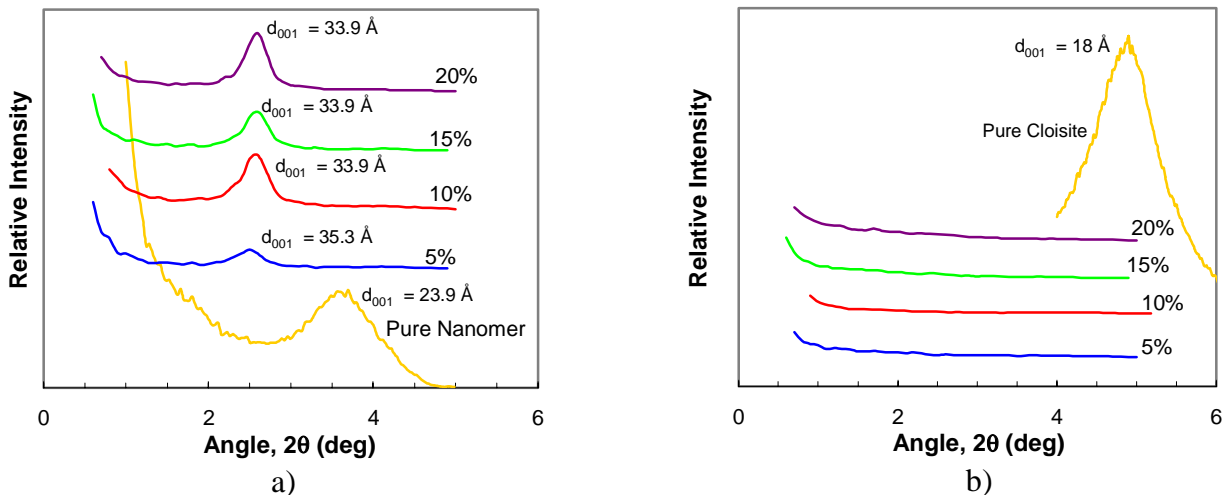 Relative Intensity
d001 = 33.9 Å
20%
d001 = 33.9 Å
15%
d001 = 33.9 Å
10%
d001 = 35.3 Å
5%
d001 = 23.9 Å
Pure Nanomer
0 2 4 6
Angle, 2θ (deg)
a)
Relative Intensity
d001 = 18 Å
Pure Cloisite
20%
15%
10%
5%
0 2 4 6
Angle, 2θ (deg)
b)